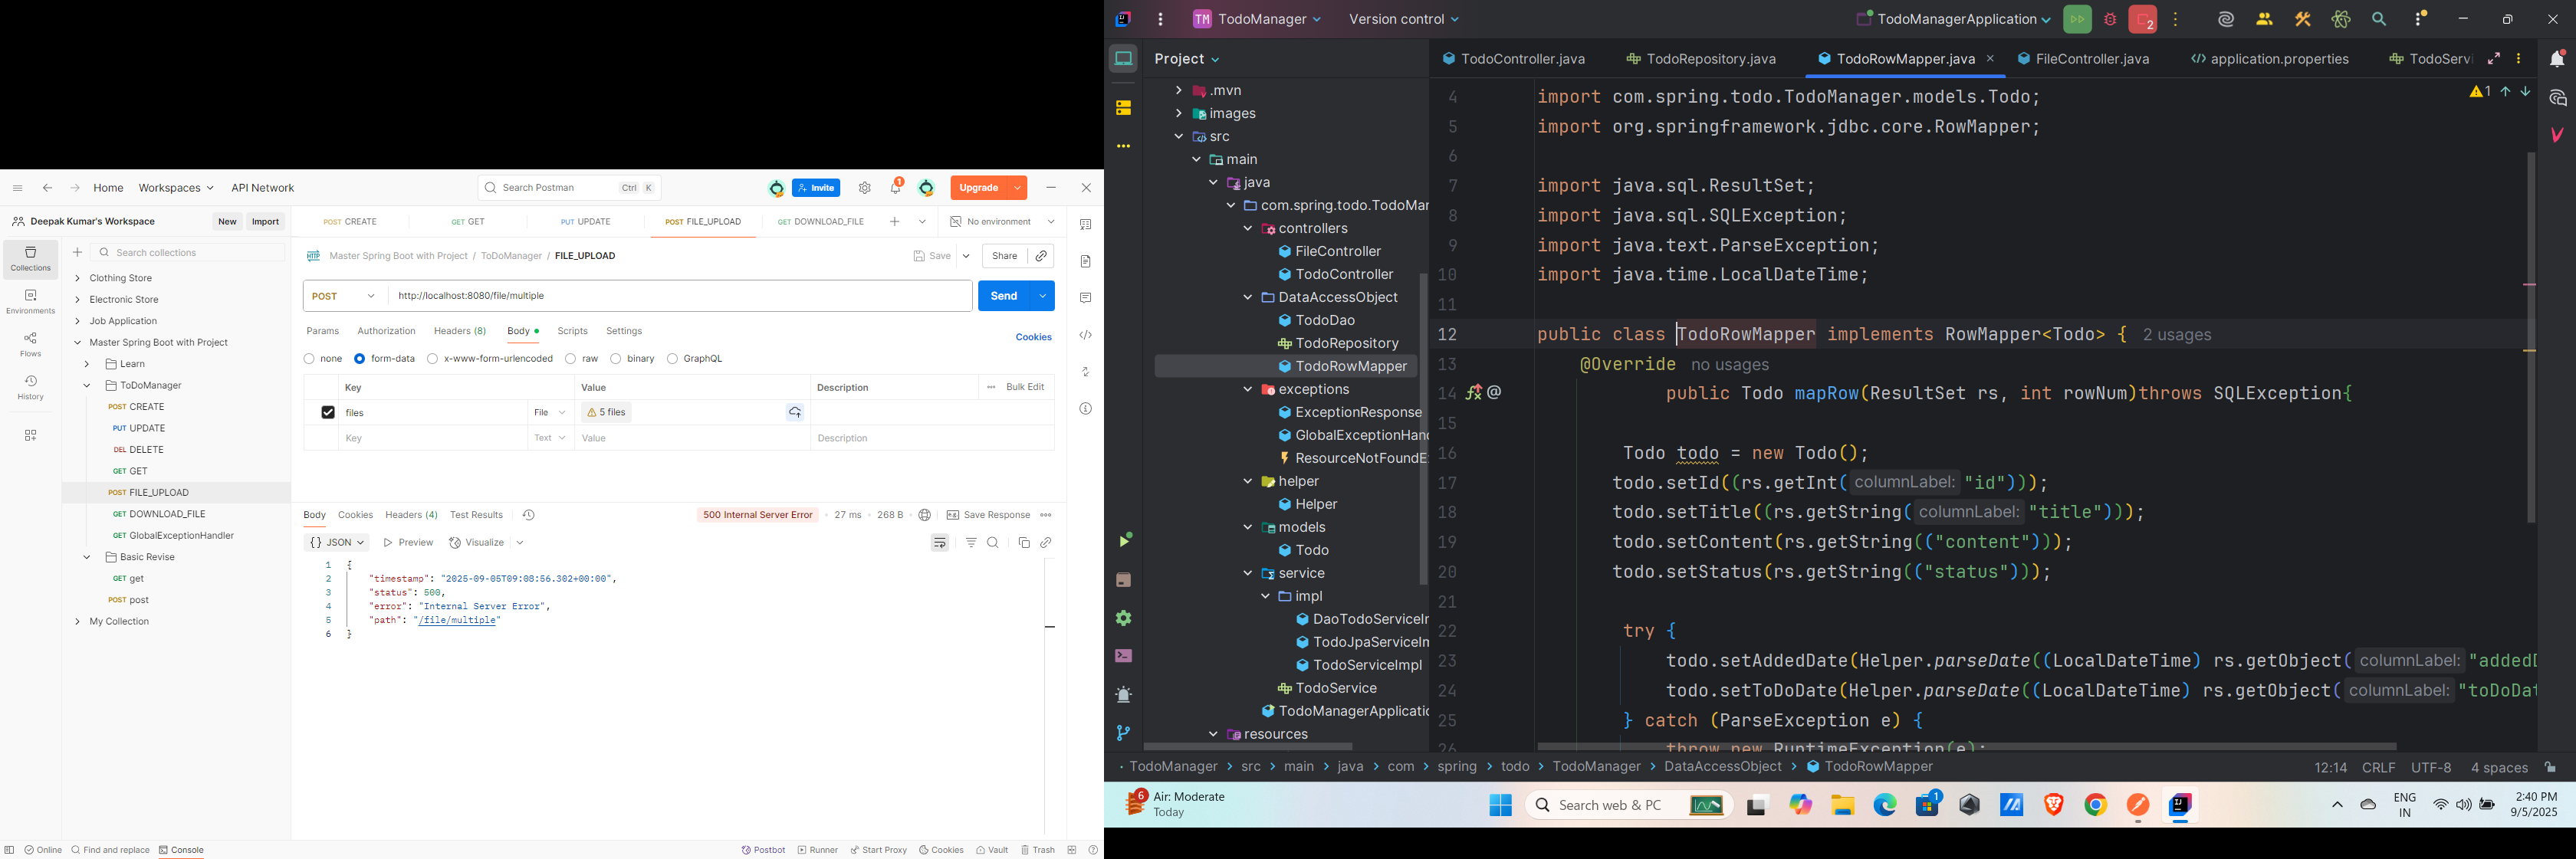 Home Workspaces API Network Search Postman Ctrl K Invite 1 Upgrade
Deepak Kumar's Workspace New Import
POST CREATE GET GET PUT UPDATE POST FILE_UPLOAD GET DOWNLOAD_FILE No environment
Collections
Environments
Flows
History
Search collections
Clothing Store
Electronic Store
Job Application
Master Spring Boot with Project
Learn
ToDoManager
POST CREATE
PUT UPDATE
DEL DELETE
GET GET
POST FILE_UPLOAD
GET DOWNLOAD_FILE
GET GlobalExceptionHandler
Basic Revise
GET get
POST post
My Collection
HTTP Master Spring Boot with Project / ToDoManager / FILE_UPLOAD Save Share
POST http://localhost:8080/file/multiple Send
Params Authorization Headers (8) Body Scripts Settings Cookies
none form-data x-www-form-urlencoded raw binary GraphQL
Key Value Description Bulk Edit
files File 5 files
Key Text Value Description
Body Cookies Headers (4) Test Results 500 Internal Server Error 27 ms 268 B Save Response
{} JSON Preview Visualize
1 {
2 "timestamp": "2025-09-05T09:08:56.302+00:00",
3 "status": 500,
4 "error": "Internal Server Error",
5 "path": "/file/multiple"
6 }
Online Find and replace Console Postbot Runner Start Proxy Cookies Vault Trash
TM TodoManager Version control TodoManagerApplication 2
Project
.mvn
images
src
main
java
com.spring.todo.TodoMar
controllers
FileController
TodoController
DataAccessObject
TodoDao
TodoRepository
TodoRowMapper
exceptions
ExceptionResponse
GlobalExceptionHand
ResourceNotFoundE
helper
Helper
models
Todo
service
impl
DaoTodoServiceIr
TodoJpaServiceIm
TodoServiceImpl
TodoService
TodoManagerApplicatio
resources
TodoController.java TodoRepository.java TodoRowMapper.java FileController.java application.properties TodoServi
1
4 import com.spring.todo.TodoManager.models.Todo;
5 import org.springframework.jdbc.core.RowMapper;
6
7 import java.sql.ResultSet;
8 import java.sql.SQLException;
9 import java.text.ParseException;
10 import java.time.LocalDateTime;
11
12 public class TodoRowMapper implements RowMapper<Todo> { 2 usages
13 @Override no usages
14 public Todo mapRow(ResultSet rs, int rowNum)throws SQLException{
15
16 Todo todo = new Todo();
17 todo.setId((rs.getInt( columnLabel: "id")));
18 todo.setTitle((rs.getString( columnLabel: "title")));
19 todo.setContent(rs.getString(("content")));
20 todo.setStatus(rs.getString(("status")));
21
22 try {
23 todo.setAddedDate(Helper.parseDate((LocalDateTime) rs.getObject( columnLabel: "addedD
24 todo.setToDoDate(Helper.parseDate((LocalDateTime) rs.getObject( columnLabel: "toDoDat
25 } catch (ParseException e) {
26 throw new RuntimeException(e);
TodoManager > src > main > java > com > spring > todo > TodoManager > DataAccessObject > TodoRowMapper 12:14 CRLF UTF-8 4 spaces
6 Air: Moderate
Today
Search web & PC
1
ENG
IN
2:40 PM
9/5/2025